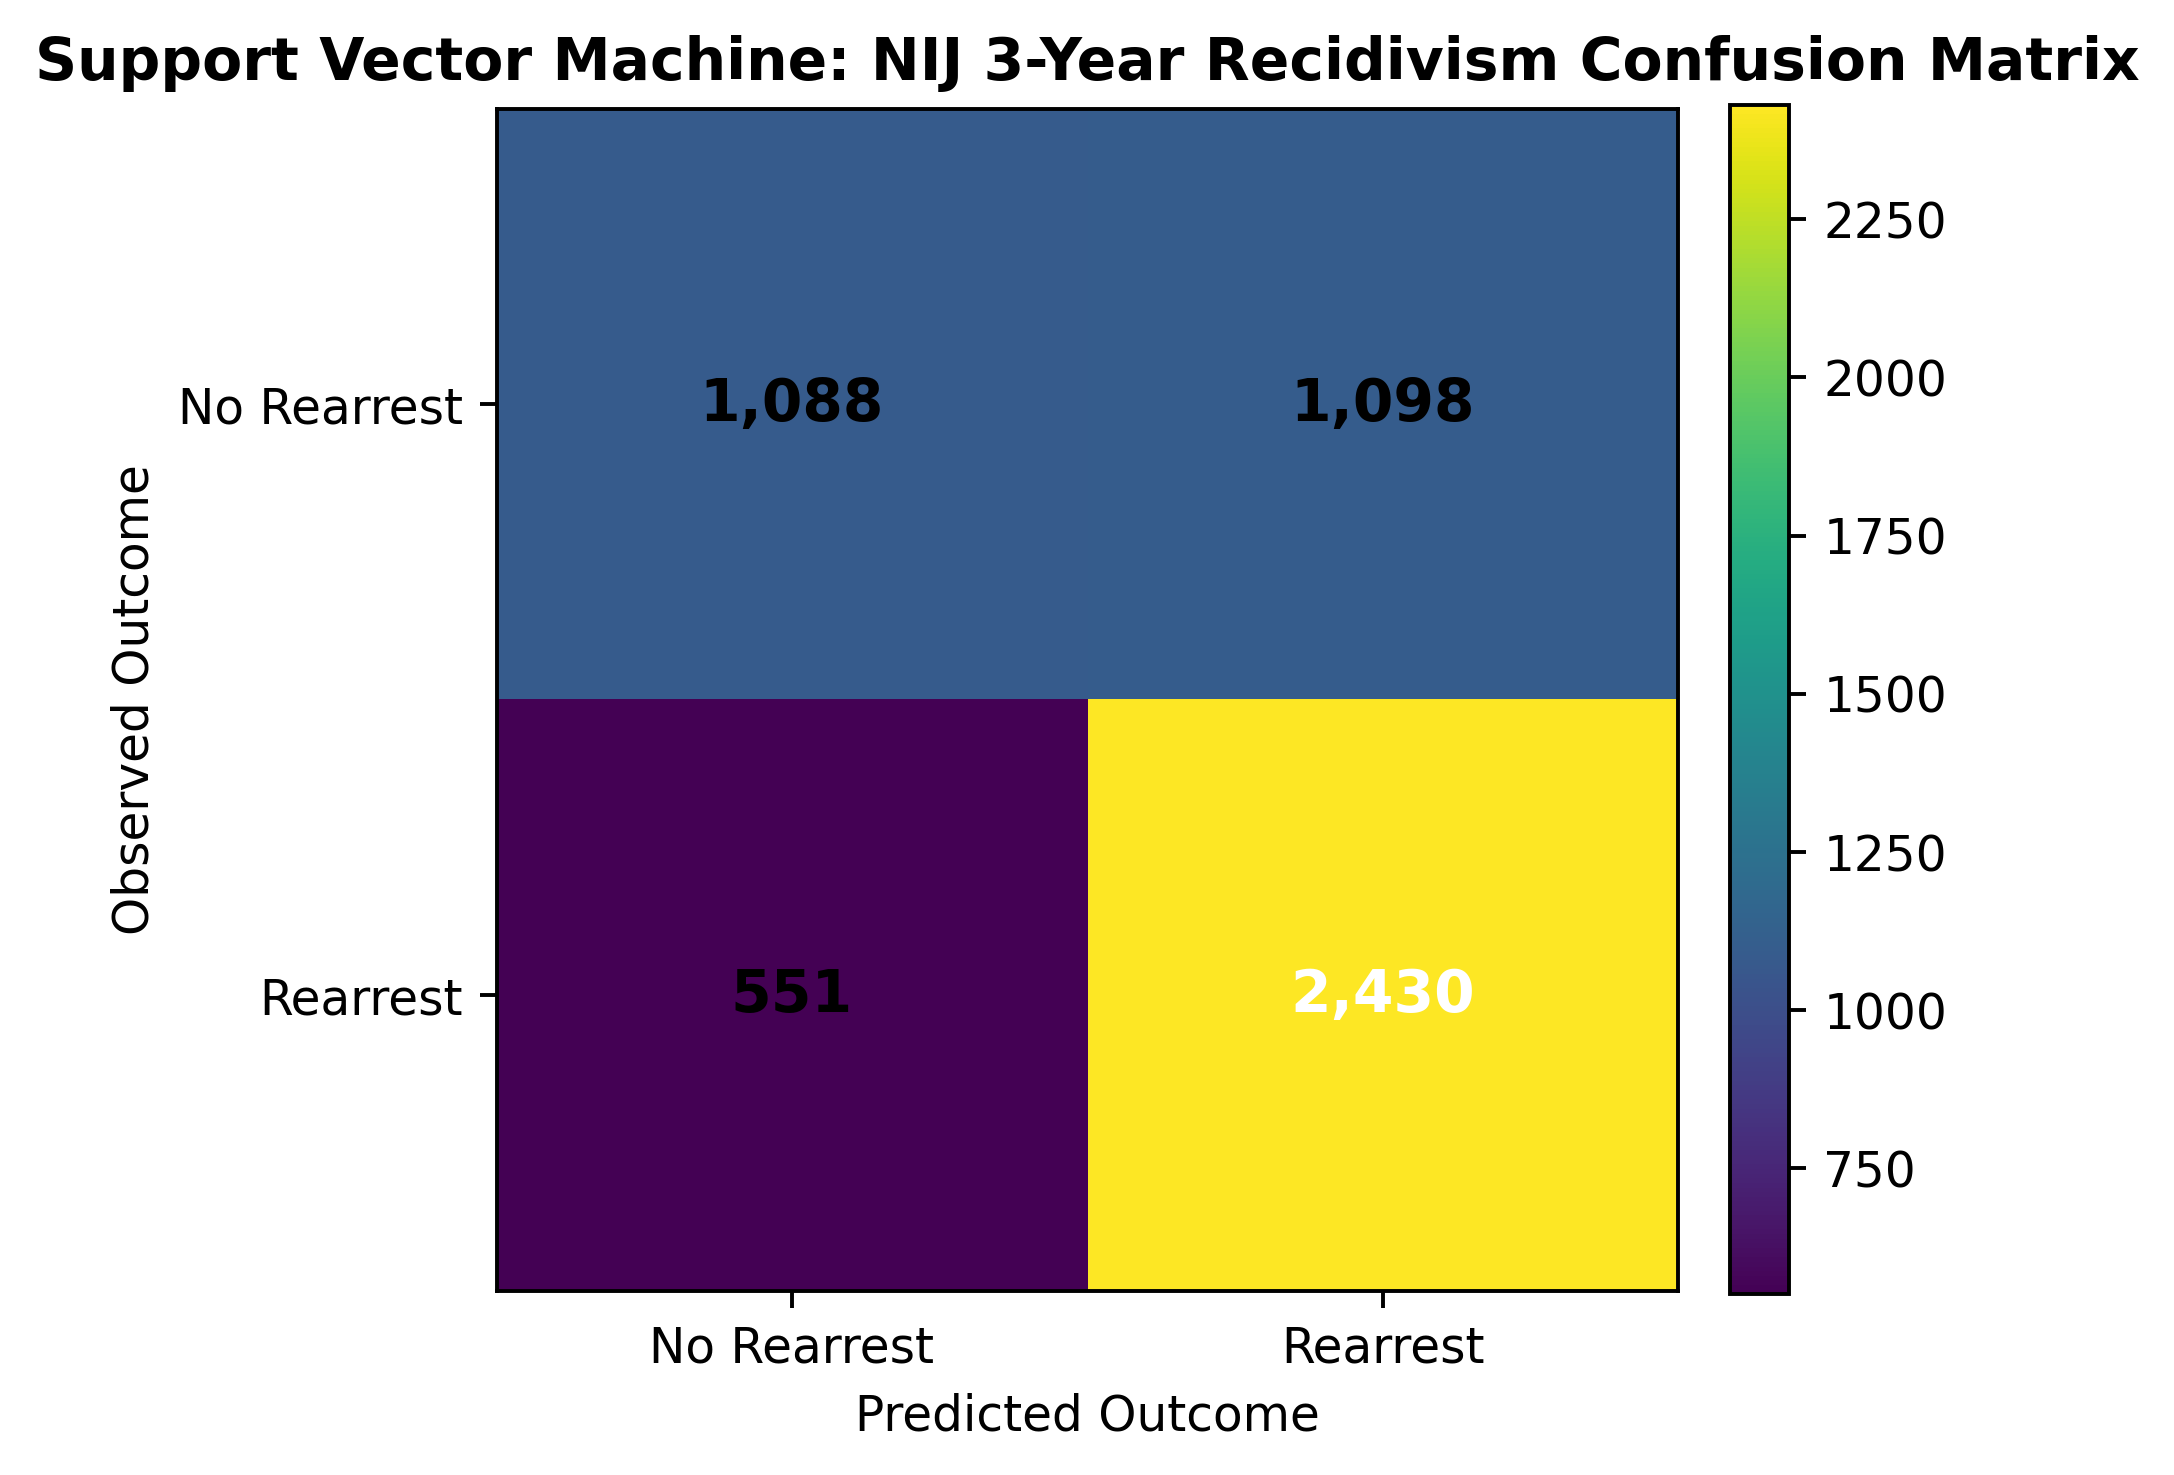 Support Vector Machine: NIJ 3-Year Recidivism Confusion Matrix
Observed Outcome
No Rearrest
Rearrest
1,088
1,098
551
2,430
No Rearrest
Rearrest
Predicted Outcome
2250
2000
1750
1500
1250
1000
750